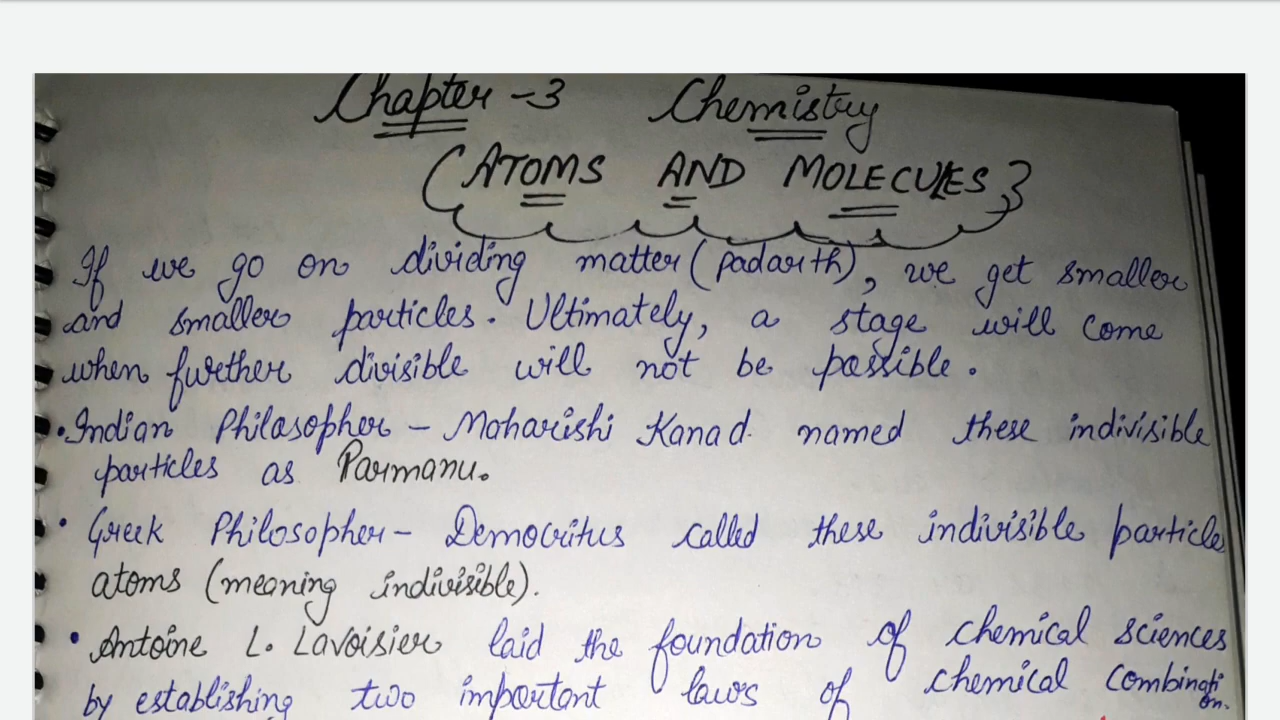 Chapter -3 Chemistry
(ATOMS AND MOLECULES}
If we go on dividing matter (padarth), we get smaller
and smaller particles. Ultimately, a stage will come
when further divisible will not be possible.
• Indian Philasopher - Maharishi Kanad. named these indivisible
particles as Parmanu.
• Greek Philosopher - Democritus called these indivisible particle
atoms (meaning indivisible).
• Antoine L. Lavoisier laid the foundation of chemical sciences
by establishing two important laws of chemical combination.